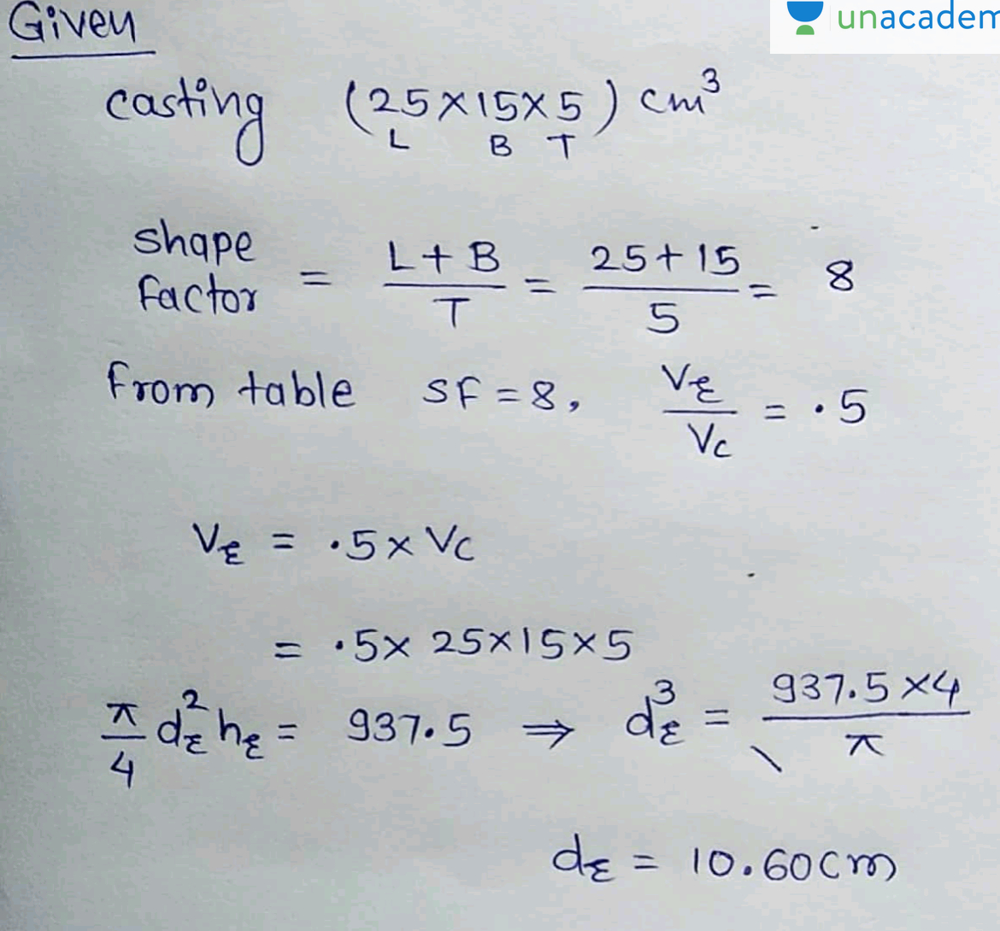 Given
unacadem
casting (25×15×5) cm³
L B T
shape factor = L+B/T = 25+15/5 = 8
from table SF=8, Vε/Vc = .5
Vε = .5×Vc
= .5×25×15×5
π/4 dε² hε = 937.5 ⇒ dε³ = 937.5×4/π
dε = 10.60cm